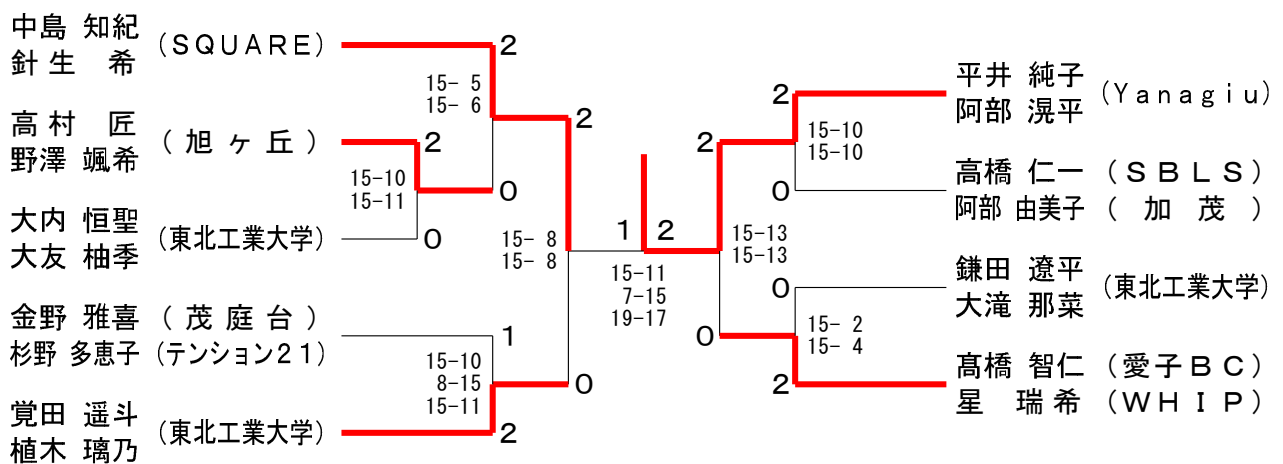 中島 知紀
針生 希
(SQUARE)
2
15- 5
15- 6
高村 匠
野澤 颯希
(旭ヶ丘)
2
15-10
15-11
0
大内 恒聖
大友 柚季
(東北工業大学)
0
2
15- 8
15- 8
金野 雅喜 (茂庭台)
杉野 多恵子 (テンション21)
1
15-10
8-15
15-11
0
覚田 遥斗
植木 璃乃
(東北工業大学)
2
1 2
15-11
7-15
19-17
平井 純子
阿部 滉平
(Yanagiu)
2
15-10
15-10
2
高橋 仁一 (SBLS)
阿部 由美子 (加茂)
0
15-13
15-13
鎌田 遼平
大滝 那菜
(東北工業大学)
0
15- 2
15- 4
0
髙橋 智仁 (愛子BC)
星 瑞希 (WHIP)
2